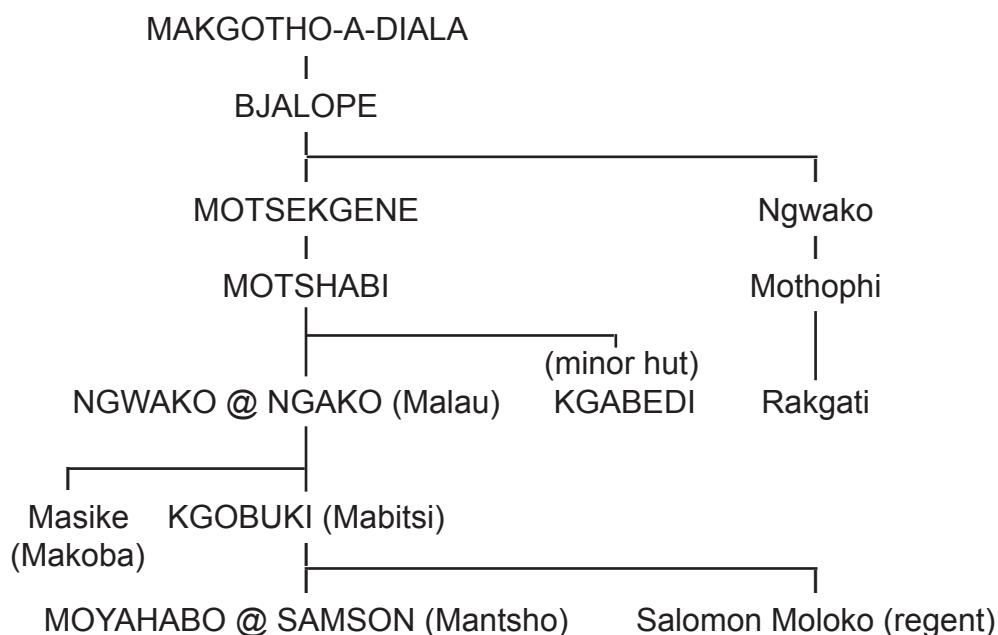 MAKGOTHO-A-DIALA
BJALOPE
MOTSEKGENE Ngwako
MOTSHABI Mothophi
(minor hut)
NGWAKO @ NGAKO (Malau) KGABEDI Rakgati
Masike KGOBUKI (Mabitsi)
(Makoba)
MOYAHABO @ SAMSON (Mantsho) Salomon Moloko (regent)